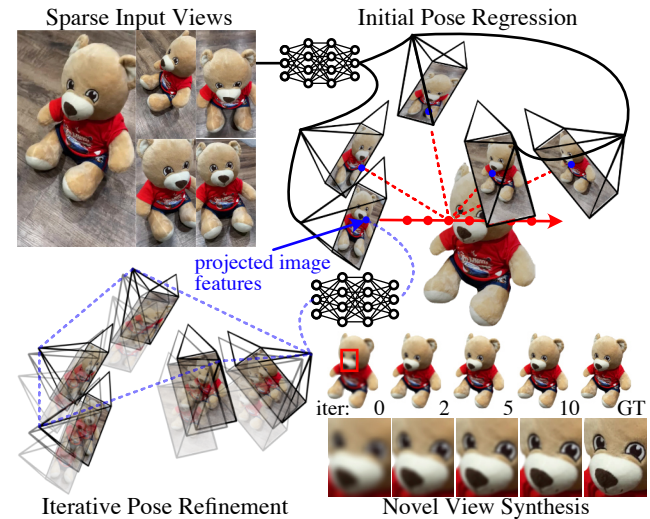 Sparse Input Views
Initial Pose Regression
projected image
features
iter: 0 2 5 10 GT
Iterative Pose Refinement
Novel View Synthesis